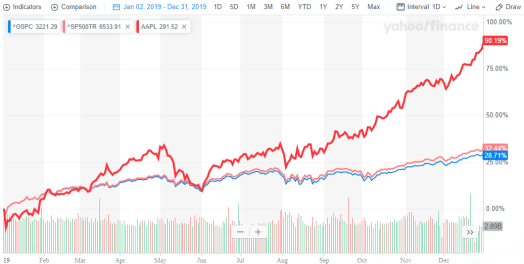 Indicators Comparison Jan 02, 2019 - Dec 31, 2019 1D 5D 1M 3M 6M YTD 1Y 2Y 5Y Max Interval 1D Line Draw
^GSPC 3221.29 ^SP500TR 6533.91 AAPL 291.52
yahoo!finance
100.00%
90.19%
75.00%
50.00%
32.44%
28.71%
25.00%
0.00%
2.89B
19 Feb Mar Apr May Jun Jul Aug Sep Oct Nov Dec